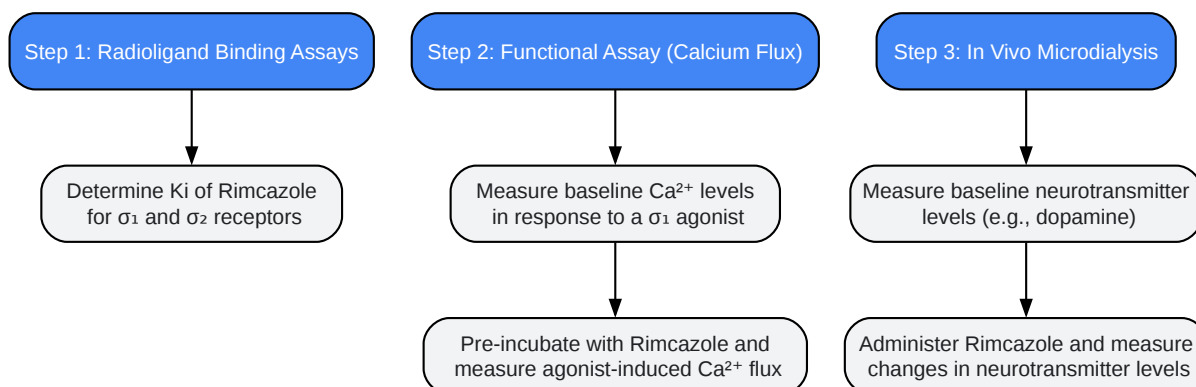 Step 1: Radioligand Binding Assays
Determine Ki of Rimcazole
for σ₁ and σ₂ receptors
Step 2: Functional Assay (Calcium Flux)
Measure baseline Ca²⁺ levels
in response to a σ₁ agonist
Pre-incubate with Rimcazole and
measure agonist-induced Ca²⁺ flux
Step 3: In Vivo Microdialysis
Measure baseline neurotransmitter
levels (e.g., dopamine)
Administer Rimcazole and measure
changes in neurotransmitter levels